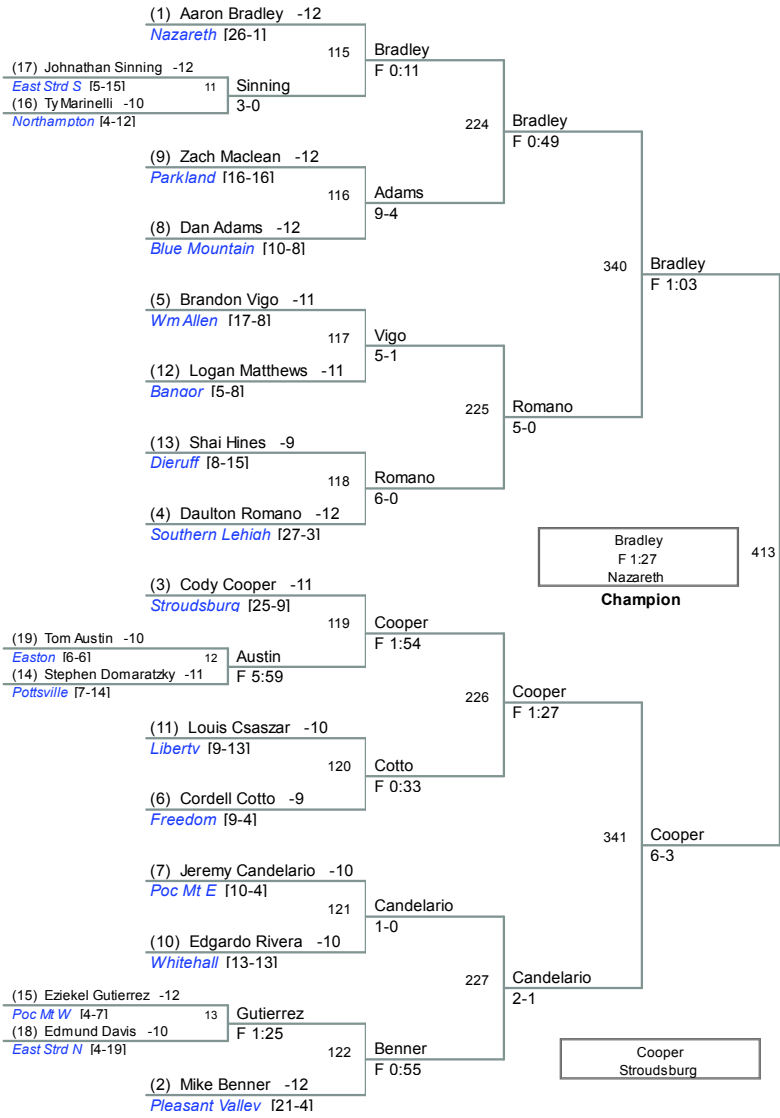 (1) Aaron Bradley -12
Nazareth [26-1]
115
Bradley
F 0:11
(17) Johnathan Sinning -12
East Strd S [5-15]
11
Sinning
3-0
(16) Ty Marinelli -10
Northampton [4-12]
224
Bradley
F 0:49
(9) Zach Maclean -12
Parkland [16-16]
116
Adams
9-4
(8) Dan Adams -12
Blue Mountain [10-8]
340
Bradley
F 1:03
(5) Brandon Vigo -11
Wm Allen [17-8]
117
Vigo
5-1
(12) Logan Matthews -11
Bangor [5-8]
225
Romano
5-0
(13) Shai Hines -9
Dieruff [8-15]
118
Romano
6-0
(4) Daulton Romano -12
Southern Lehigh [27-3]
Bradley
F 1:27
Nazareth
Champion
413
(3) Cody Cooper -11
Stroudsburg [25-9]
119
Cooper
F 1:54
(19) Tom Austin -10
Easton [6-6]
12
Austin
F 5:59
(14) Stephen Domaratzky -11
Pottsville [7-14]
226
Cooper
F 1:27
(11) Louis Csaszar -10
Liberty [9-13]
120
Cotto
F 0:33
(6) Cordell Cotto -9
Freedom [9-4]
341
Cooper
6-3
(7) Jeremy Candelario -10
Poc Mt E [10-4]
121
Candelario
1-0
(10) Edgardo Rivera -10
Whitehall [13-13]
227
Candelario
2-1
(15) Eziekel Gutierrez -12
Poc Mt W [4-7]
13
Gutierrez
F 1:25
(18) Edmund Davis -10
East Strd N [4-19]
122
Benner
F 0:55
(2) Mike Benner -12
Pleasant Valley [21-4]
Cooper
Stroudsburg